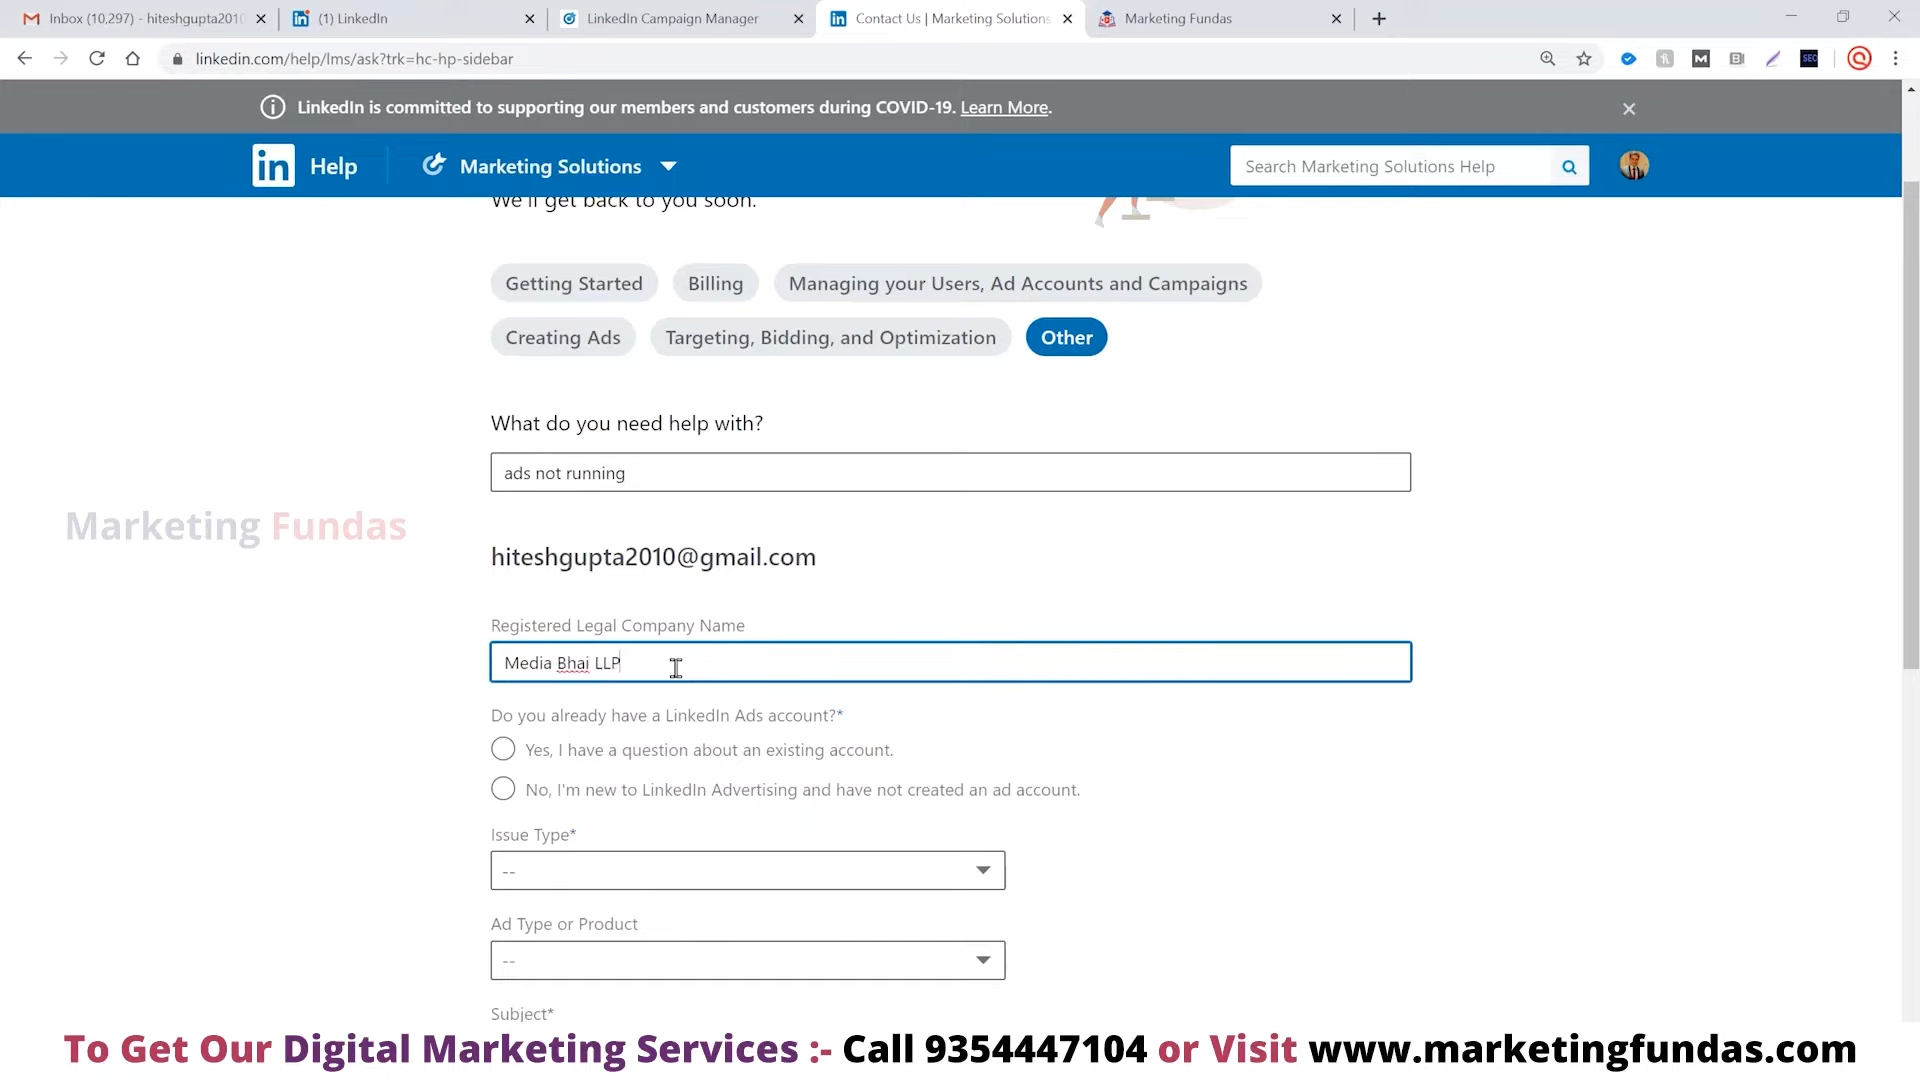 Inbox (10,297) - hiteshgupta2010
(1) LinkedIn
LinkedIn Campaign Manager
Contact Us | Marketing Solutions
Marketing Fundas
linkedin.com/help/lms/ask?trk=hc-hp-sidebar
LinkedIn is committed to supporting our members and customers during COVID-19. Learn More.
in Help
Marketing Solutions
Search Marketing Solutions Help
We'll get back to you soon.
Getting Started
Billing
Managing your Users, Ad Accounts and Campaigns
Creating Ads
Targeting, Bidding, and Optimization
Other
What do you need help with?
ads not running
Marketing Fundas
hiteshgupta2010@gmail.com
Registered Legal Company Name
Media Bhai LLP
Do you already have a LinkedIn Ads account?*
Yes, I have a question about an existing account.
No, I'm new to LinkedIn Advertising and have not created an ad account.
Issue Type*
--
Ad Type or Product
--
Subject*
To Get Our Digital Marketing Services :- Call 9354447104 or Visit www.marketingfundas.com